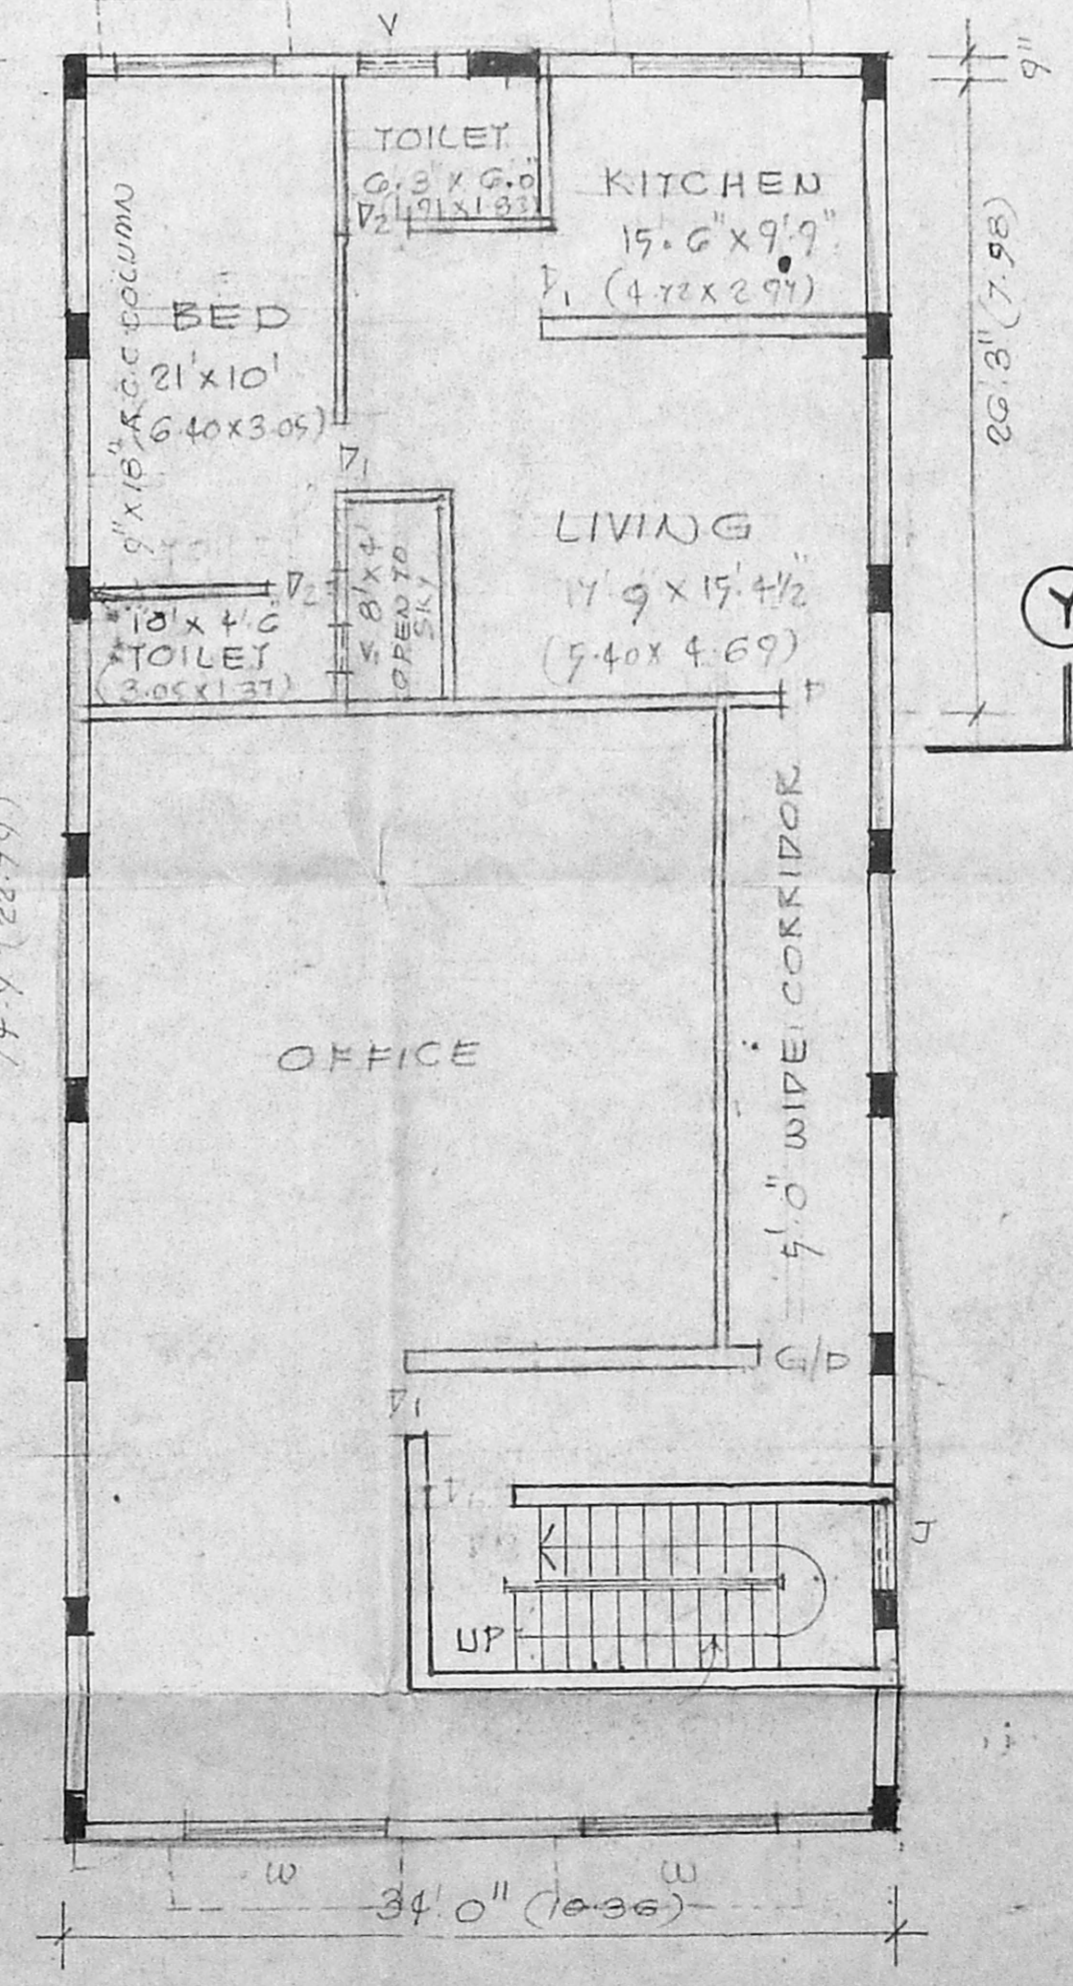 V
9"
TOILET
6'.3" X 6.0"
(1.91 X 1.83)
D2
KITCHEN
15'.6" X 9'.9"
D1 (4.72 X 2.97)
26'.3" (7.98)
9" X 18" R.C.C COLUMN
BED
21' X 10'
6.40 X 3.05)
D1
LIVING
17'.9" X 15'.4½"
(5.40 X 4.69)
8' X 4'
OPEN TO
SKY
D2
10' X 4'.6"
TOILET
(3.05 X 1.37)
D
Y
5'.0" WIDE CORRIDOR
OFFICE
G/D
D1
J
UP
W W
34'.0" (10.36)